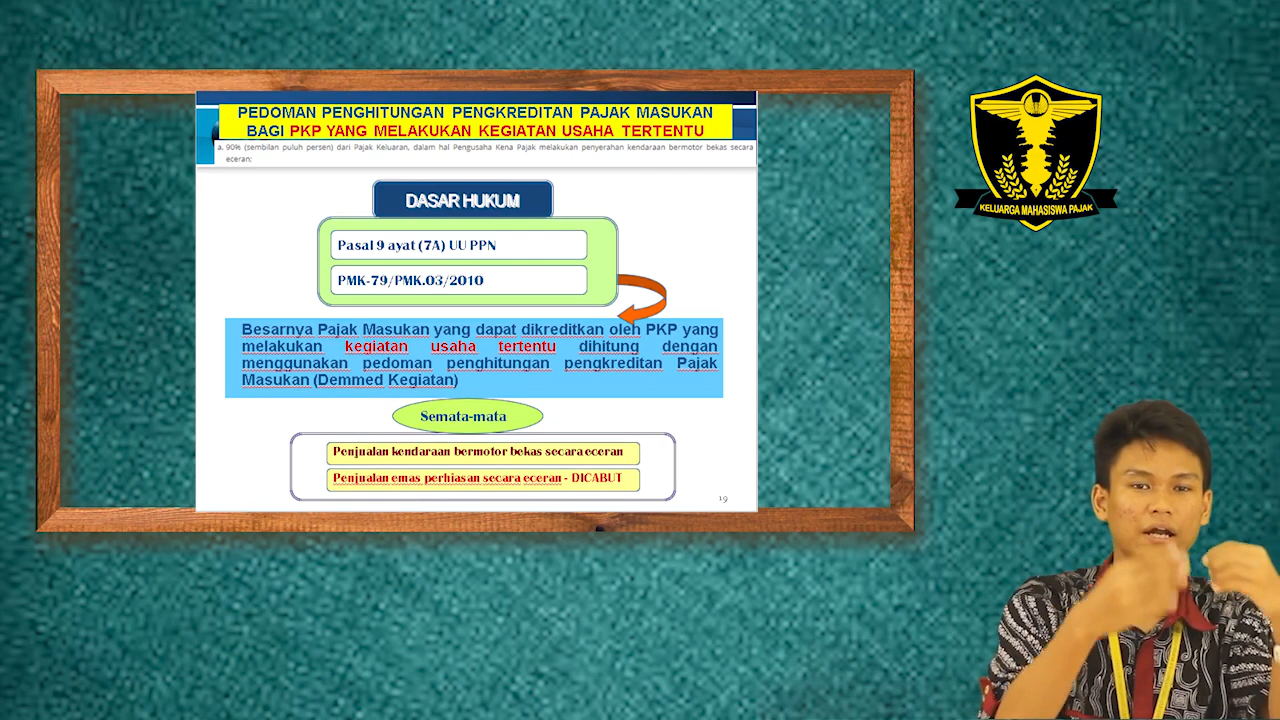 PEDOMAN PENGHITUNGAN PENGKREDITAN PAJAK MASUKAN
BAGI PKP YANG MELAKUKAN KEGIATAN USAHA TERTENTU
a. 90% (sembilan puluh persen) dari Pajak Keluaran, dalam hal Pengusaha Kena Pajak melakukan penyerahan kendaraan bermotor bekas secara
eceran:
DASAR HUKUM
Pasal 9 ayat (7A) UU PPN
PMK-79/PMK.03/2010
Besarnya Pajak Masukan yang dapat dikreditkan oleh PKP yang
melakukan kegiatan usaha tertentu dihitung dengan
menggunakan pedoman penghitungan pengkreditan Pajak
Masukan (Demmed Kegiatan)
Semata-mata
Penjualan kendaraan bermotor bekas secara eceran
Penjualan emas perhiasan secara eceran - DICABUT
19
KELUARGA MAHASISWA PAJAK